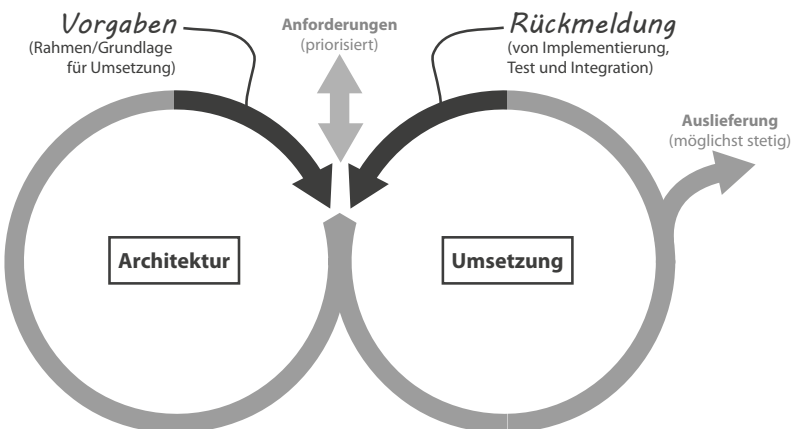 Vorgaben
(Rahmen/Grundlage
für Umsetzung)
Anforderungen
(priorisiert)
Rückmeldung
(von Implementierung,
Test und Integration)
Auslieferung
(möglichst stetig)
Architektur
Umsetzung